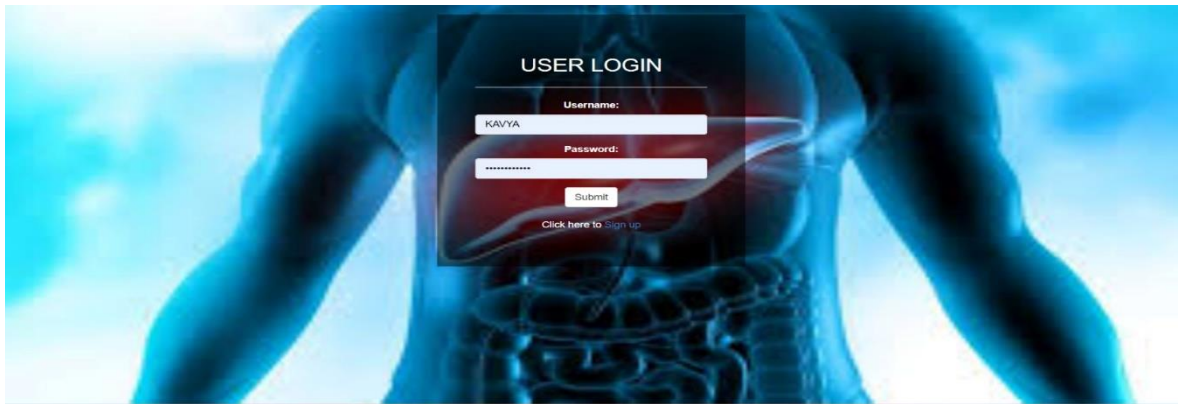 USER LOGIN
Username:
KAVYA
Password:
••••••••••••
Submit
Click here to Sign up